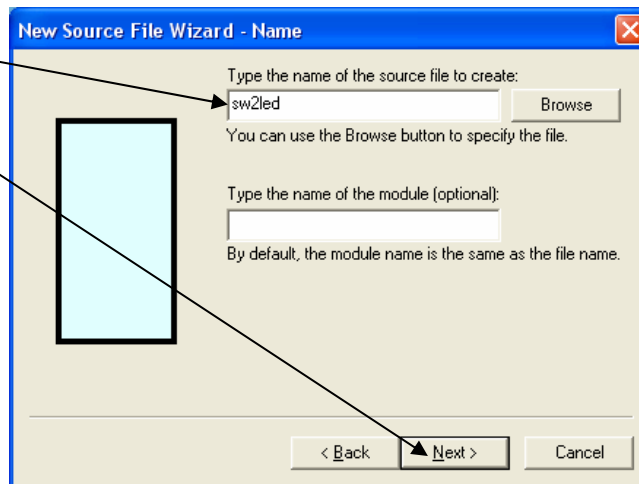 New Source File Wizard - Name
Type the name of the source file to create:
sw2led
Browse
You can use the Browse button to specify the file.
Type the name of the module (optional):
By default, the module name is the same as the file name.
< Back
Next >
Cancel